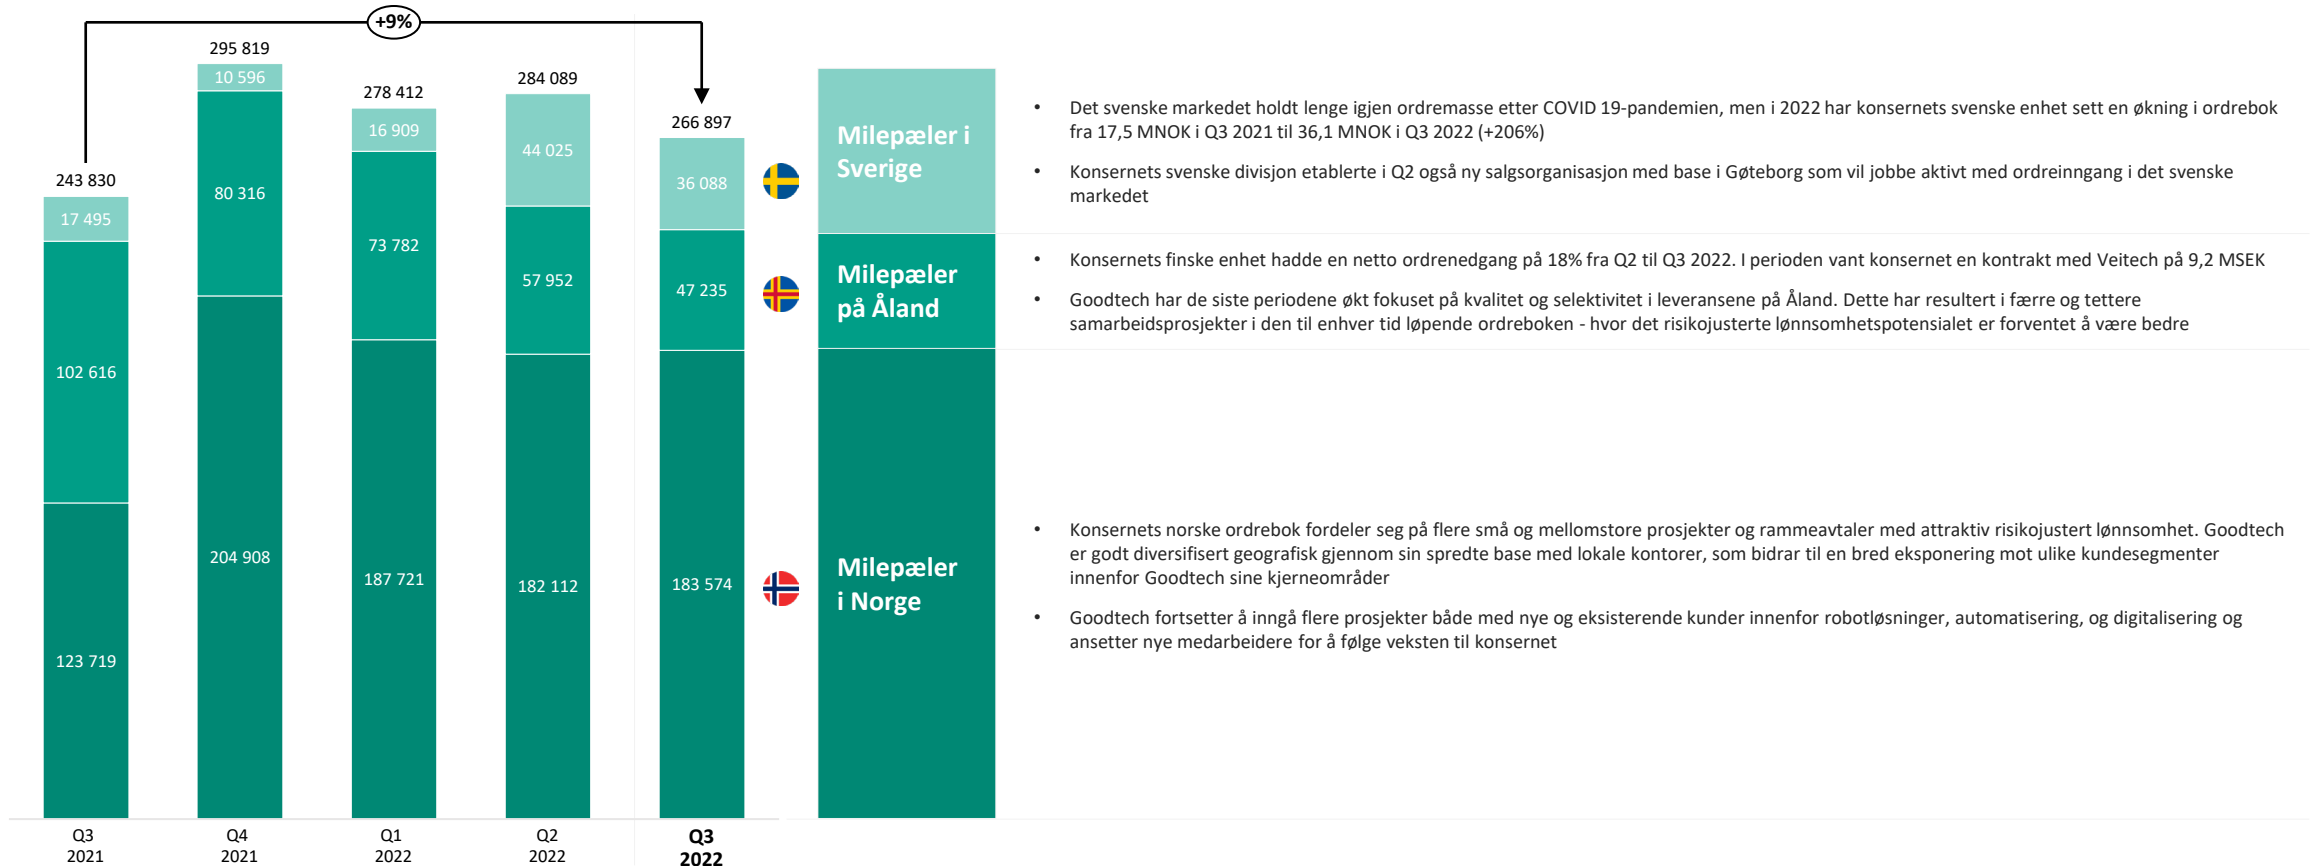 +9%
295 819
10 596
80 316
204 908
284 089
44 025
57 952
182 112
278 412
16 909
73 782
187 721
266 897
36 088
47 235
183 574
243 830
17 495
102 616
123 719
Q3
2021
Q4
2021
Q1
2022
Q2
2022
Q3
2022
Milepæler i
Sverige
• Det svenske markedet holdt lenge igjen ordremasse etter COVID 19-pandemien, men i 2022 har konsernets svenske enhet sett en økning i ordrebok
fra 17,5 MNOK i Q3 2021 til 36,1 MNOK i Q3 2022 (+206%)
• Konsernets svenske divisjon etablerte i Q2 også ny salgsorganisasjon med base i Gøteborg som vil jobbe aktivt med ordreinngang i det svenske
markedet
Milepæler
på Åland
• Konsernets finske enhet hadde en netto ordrenedgang på 18% fra Q2 til Q3 2022. I perioden vant konsernet en kontrakt med Veitech på 9,2 MSEK
• Goodtech har de siste periodene økt fokuset på kvalitet og selektivitet i leveransene på Åland. Dette har resultert i færre og tettere
samarbeidsprosjekter i den til enhver tid løpende ordreboken - hvor det risikojusterte lønnsomhetspotensialet er forventet å være bedre
Milepæler
i Norge
• Konsernets norske ordrebok fordeler seg på flere små og mellomstore prosjekter og rammeavtaler med attraktiv risikojustert lønnsomhet. Goodtech
er godt diversifisert geografisk gjennom sin spredte base med lokale kontorer, som bidrar til en bred eksponering mot ulike kundesegmenter
innenfor Goodtech sine kjerneområder
• Goodtech fortsetter å inngå flere prosjekter både med nye og eksisterende kunder innenfor robotløsninger, automatisering, og digitalisering og
ansetter nye medarbeidere for å følge veksten til konsernet